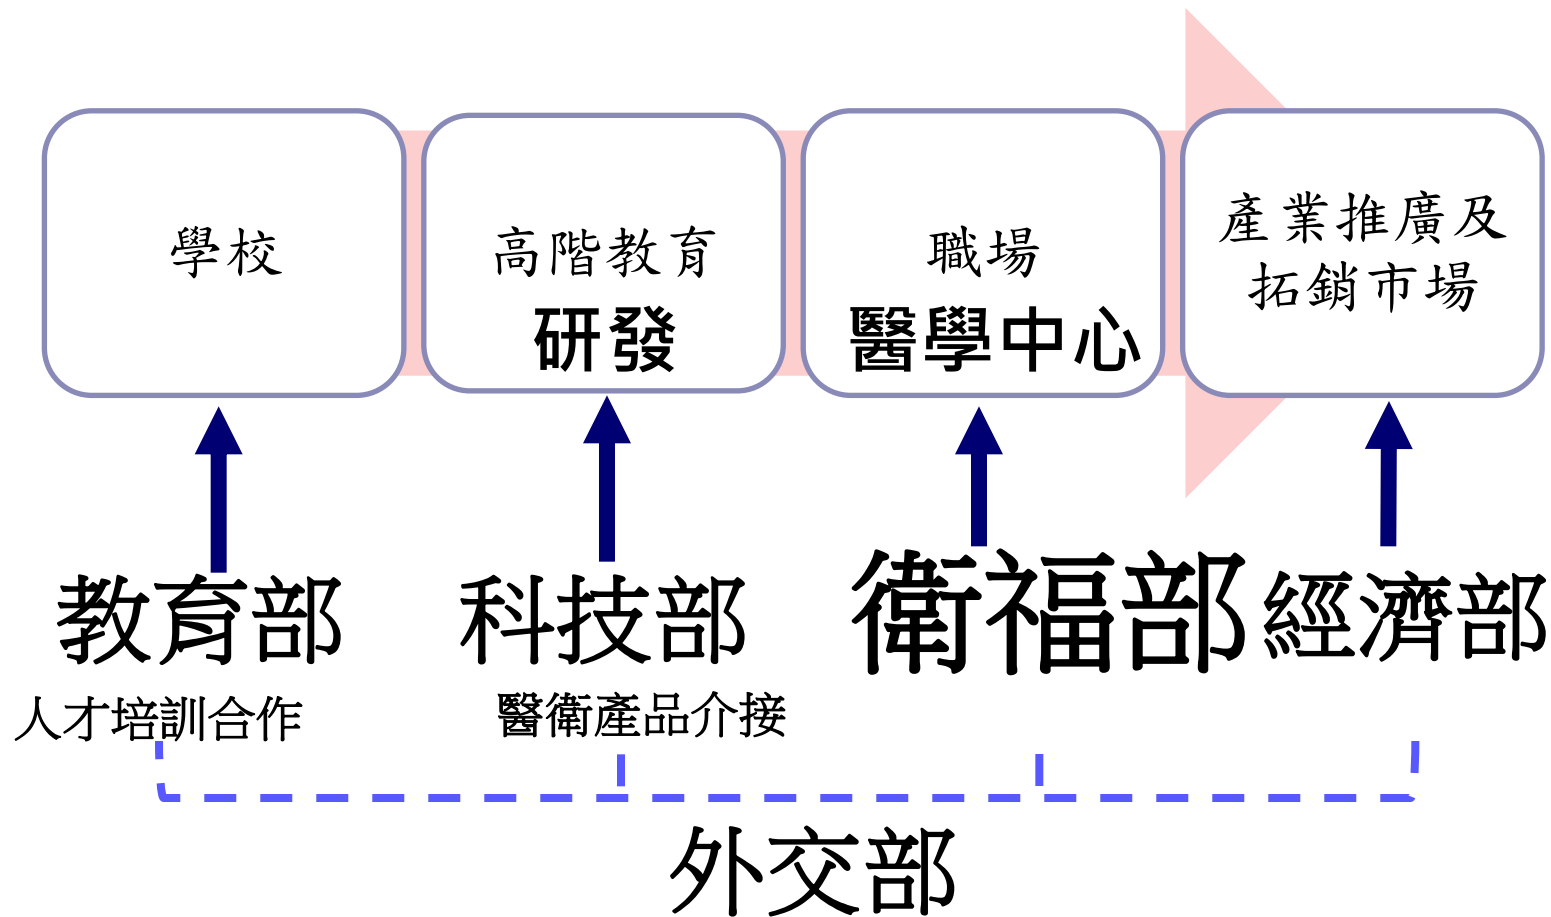 學校
高階教育
研發
職場
醫學中心
產業推廣及
拓銷市場
教育部
科技部
衛福部
經濟部
人才培訓合作
醫衛產品介接
外交部